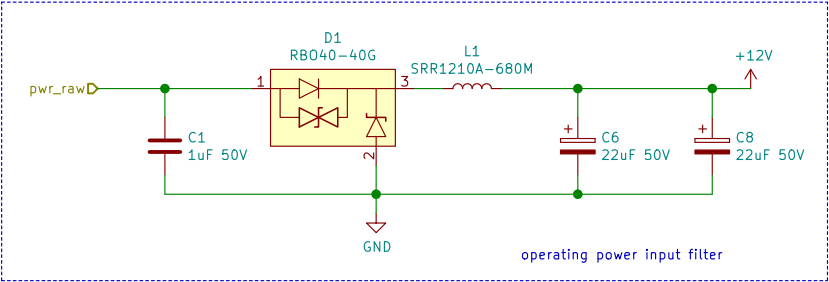 D1
RBO40-40G
L1
SRR1210A-680M
+12V
pwr_raw
1
3
C1
1uF 50V
2
+
C6
22uF 50V
+
C8
22uF 50V
GND
operating power input filter